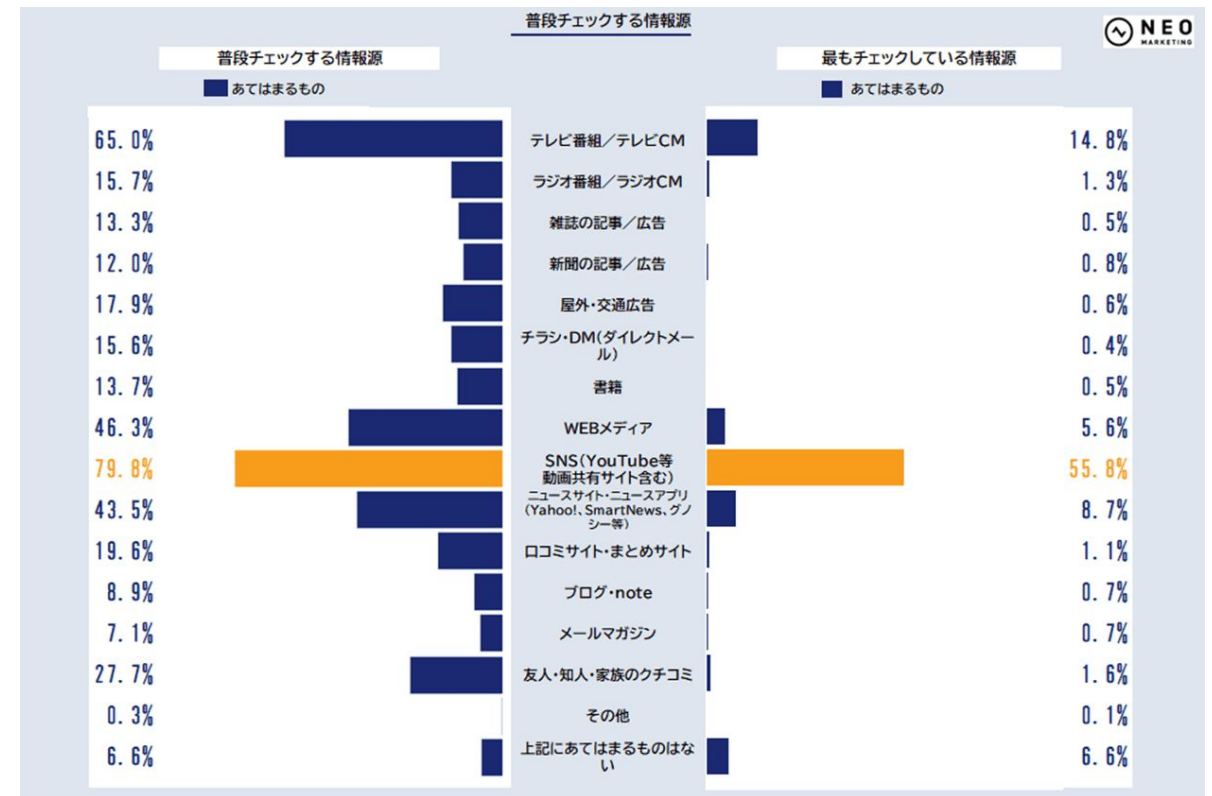 普段チェックする情報源
NEO
MARKETING
普段チェックする情報源
最もチェックしている情報源
あてはまるもの
あてはまるもの
65.0%
テレビ番組／テレビCM
14.8%
15.7%
ラジオ番組／ラジオCM
1.3%
13.3%
雑誌の記事／広告
0.5%
12.0%
新聞の記事／広告
0.8%
17.9%
屋外・交通広告
0.6%
15.6%
チラシ・DM(ダイレクトメー
ル)
0.4%
13.7%
書籍
0.5%
46.3%
WEBメディア
5.6%
79.8%
SNS(YouTube等
動画共有サイト含む)
55.8%
43.5%
ニュースサイト・ニュースアプリ
(Yahoo!、SmartNews、グノ
シー等)
8.7%
19.6%
口コミサイト・まとめサイト
1.1%
8.9%
ブログ・note
0.7%
7.1%
メールマガジン
0.7%
27.7%
友人・知人・家族のクチコミ
1.6%
0.3%
その他
0.1%
6.6%
上記にあてはまるものはな
い
6.6%